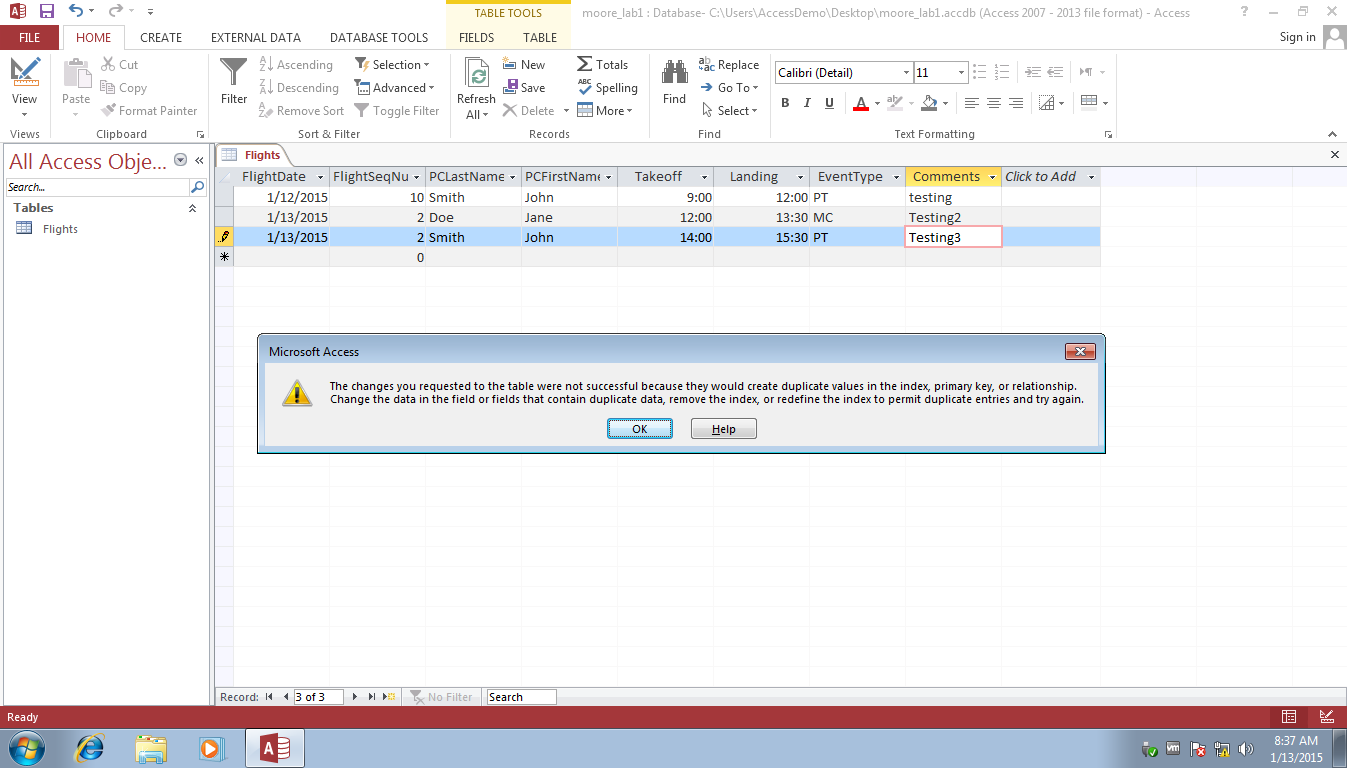 TABLE TOOLS
moore_lab1 : Database- C:\Users\AccessDemo\Desktop\moore_lab1.accdb (Access 2007 - 2013 file format) - Access
FILE HOME CREATE EXTERNAL DATA DATABASE TOOLS FIELDS TABLE Sign in
View
Views
Paste
Cut
Copy
Format Painter
Clipboard
Filter
Ascending
Descending
Remove Sort
Selection
Advanced
Toggle Filter
Sort & Filter
Refresh
All
New
Save
Delete
Totals
Spelling
More
Records
Find
Replace
Go To
Select
Find
Calibri (Detail) 11
B I U A
Text Formatting
All Access Obje...
Search...
Tables
Flights
Flights
FlightDate FlightSeqNu PCLastName PCFirstName Takeoff Landing EventType Comments Click to Add
1/12/2015 10 Smith John 9:00 12:00 PT testing
1/13/2015 2 Doe Jane 12:00 13:30 MC Testing2
1/13/2015 2 Smith John 14:00 15:30 PT Testing3
0
Microsoft Access
The changes you requested to the table were not successful because they would create duplicate values in the index, primary key, or relationship.
Change the data in the field or fields that contain duplicate data, remove the index, or redefine the index to permit duplicate entries and try again.
OK Help
Record: 3 of 3 No Filter Search
Ready
8:37 AM
1/13/2015